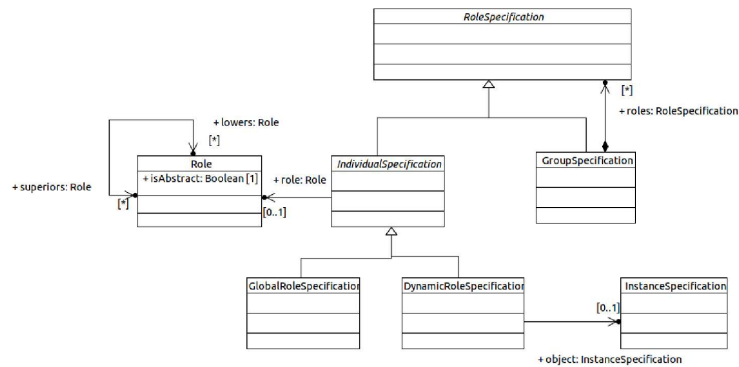 RoleSpecification
[*]
+ roles: RoleSpecification
+ lowers: Role
[*]
Role
+ isAbstract: Boolean [1]
+ superiors: Role
[*]
+ role: Role
[0..1]
IndividualSpecification
GroupSpecification
GlobalRoleSpecification
DynamicRoleSpecification
InstanceSpecification
[0..1]
+ object: InstanceSpecification